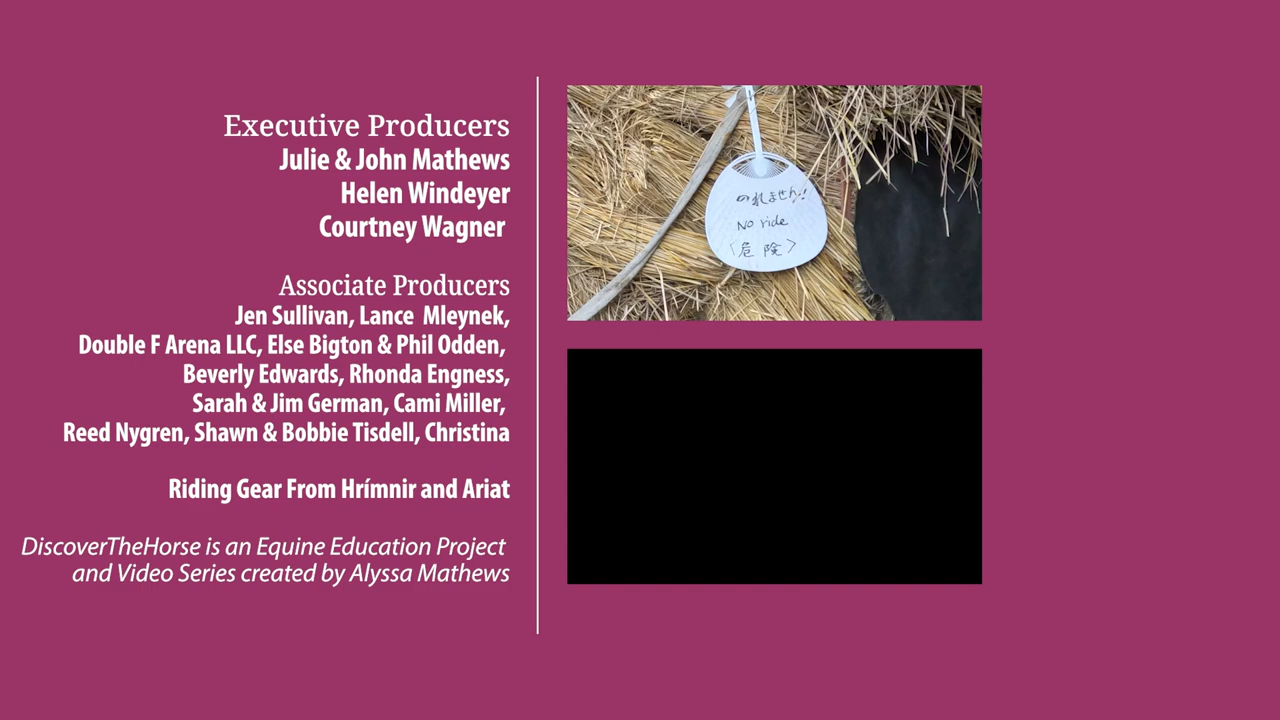 Executive Producers
Julie & John Mathews
Helen Windeyer
Courtney Wagner
Associate Producers
Jen Sullivan, Lance Mleynek,
Double F Arena LLC, Else Bigton & Phil Odden,
Beverly Edwards, Rhonda Engness,
Sarah & Jim German, Cami Miller,
Reed Nygren, Shawn & Bobbie Tisdell, Christina
Riding Gear From Hrímnir and Ariat
DiscoverTheHorse is an Equine Education Project
and Video Series created by Alyssa Mathews
のれません!
No ride
〈危険〉